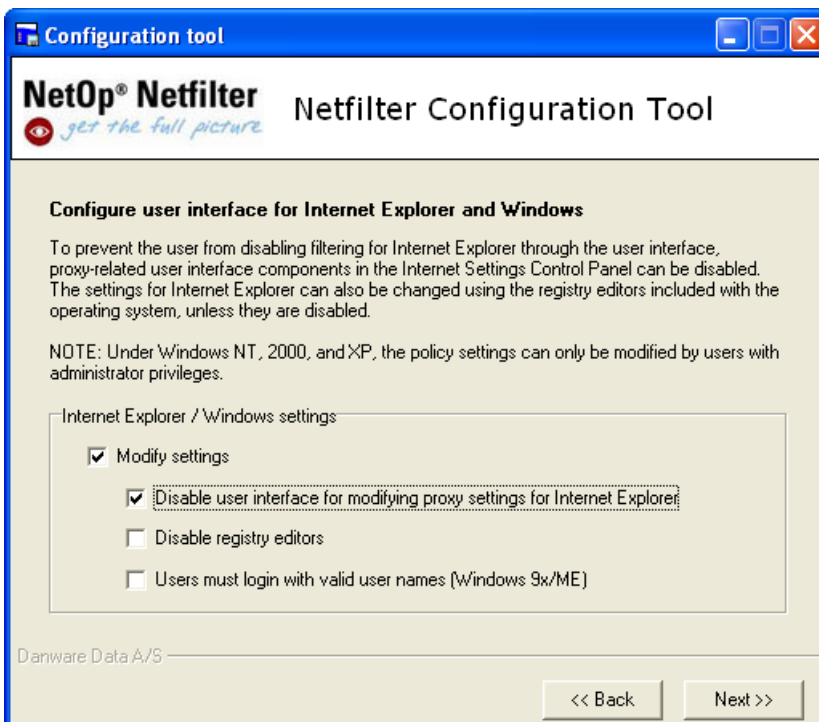 Configuration tool
NetOp® Netfilter
get the full picture
Netfilter Configuration Tool
Configure user interface for Internet Explorer and Windows
To prevent the user from disabling filtering for Internet Explorer through the user interface,
proxy-related user interface components in the Internet Settings Control Panel can be disabled.
The settings for Internet Explorer can also be changed using the registry editors included with the
operating system, unless they are disabled.
NOTE: Under Windows NT, 2000, and XP, the policy settings can only be modified by users with
administrator privileges.
Internet Explorer / Windows settings
Modify settings
Disable user interface for modifying proxy settings for Internet Explorer
Disable registry editors
Users must login with valid user names (Windows 9x/ME)
Danware Data A/S
<< Back
Next >>